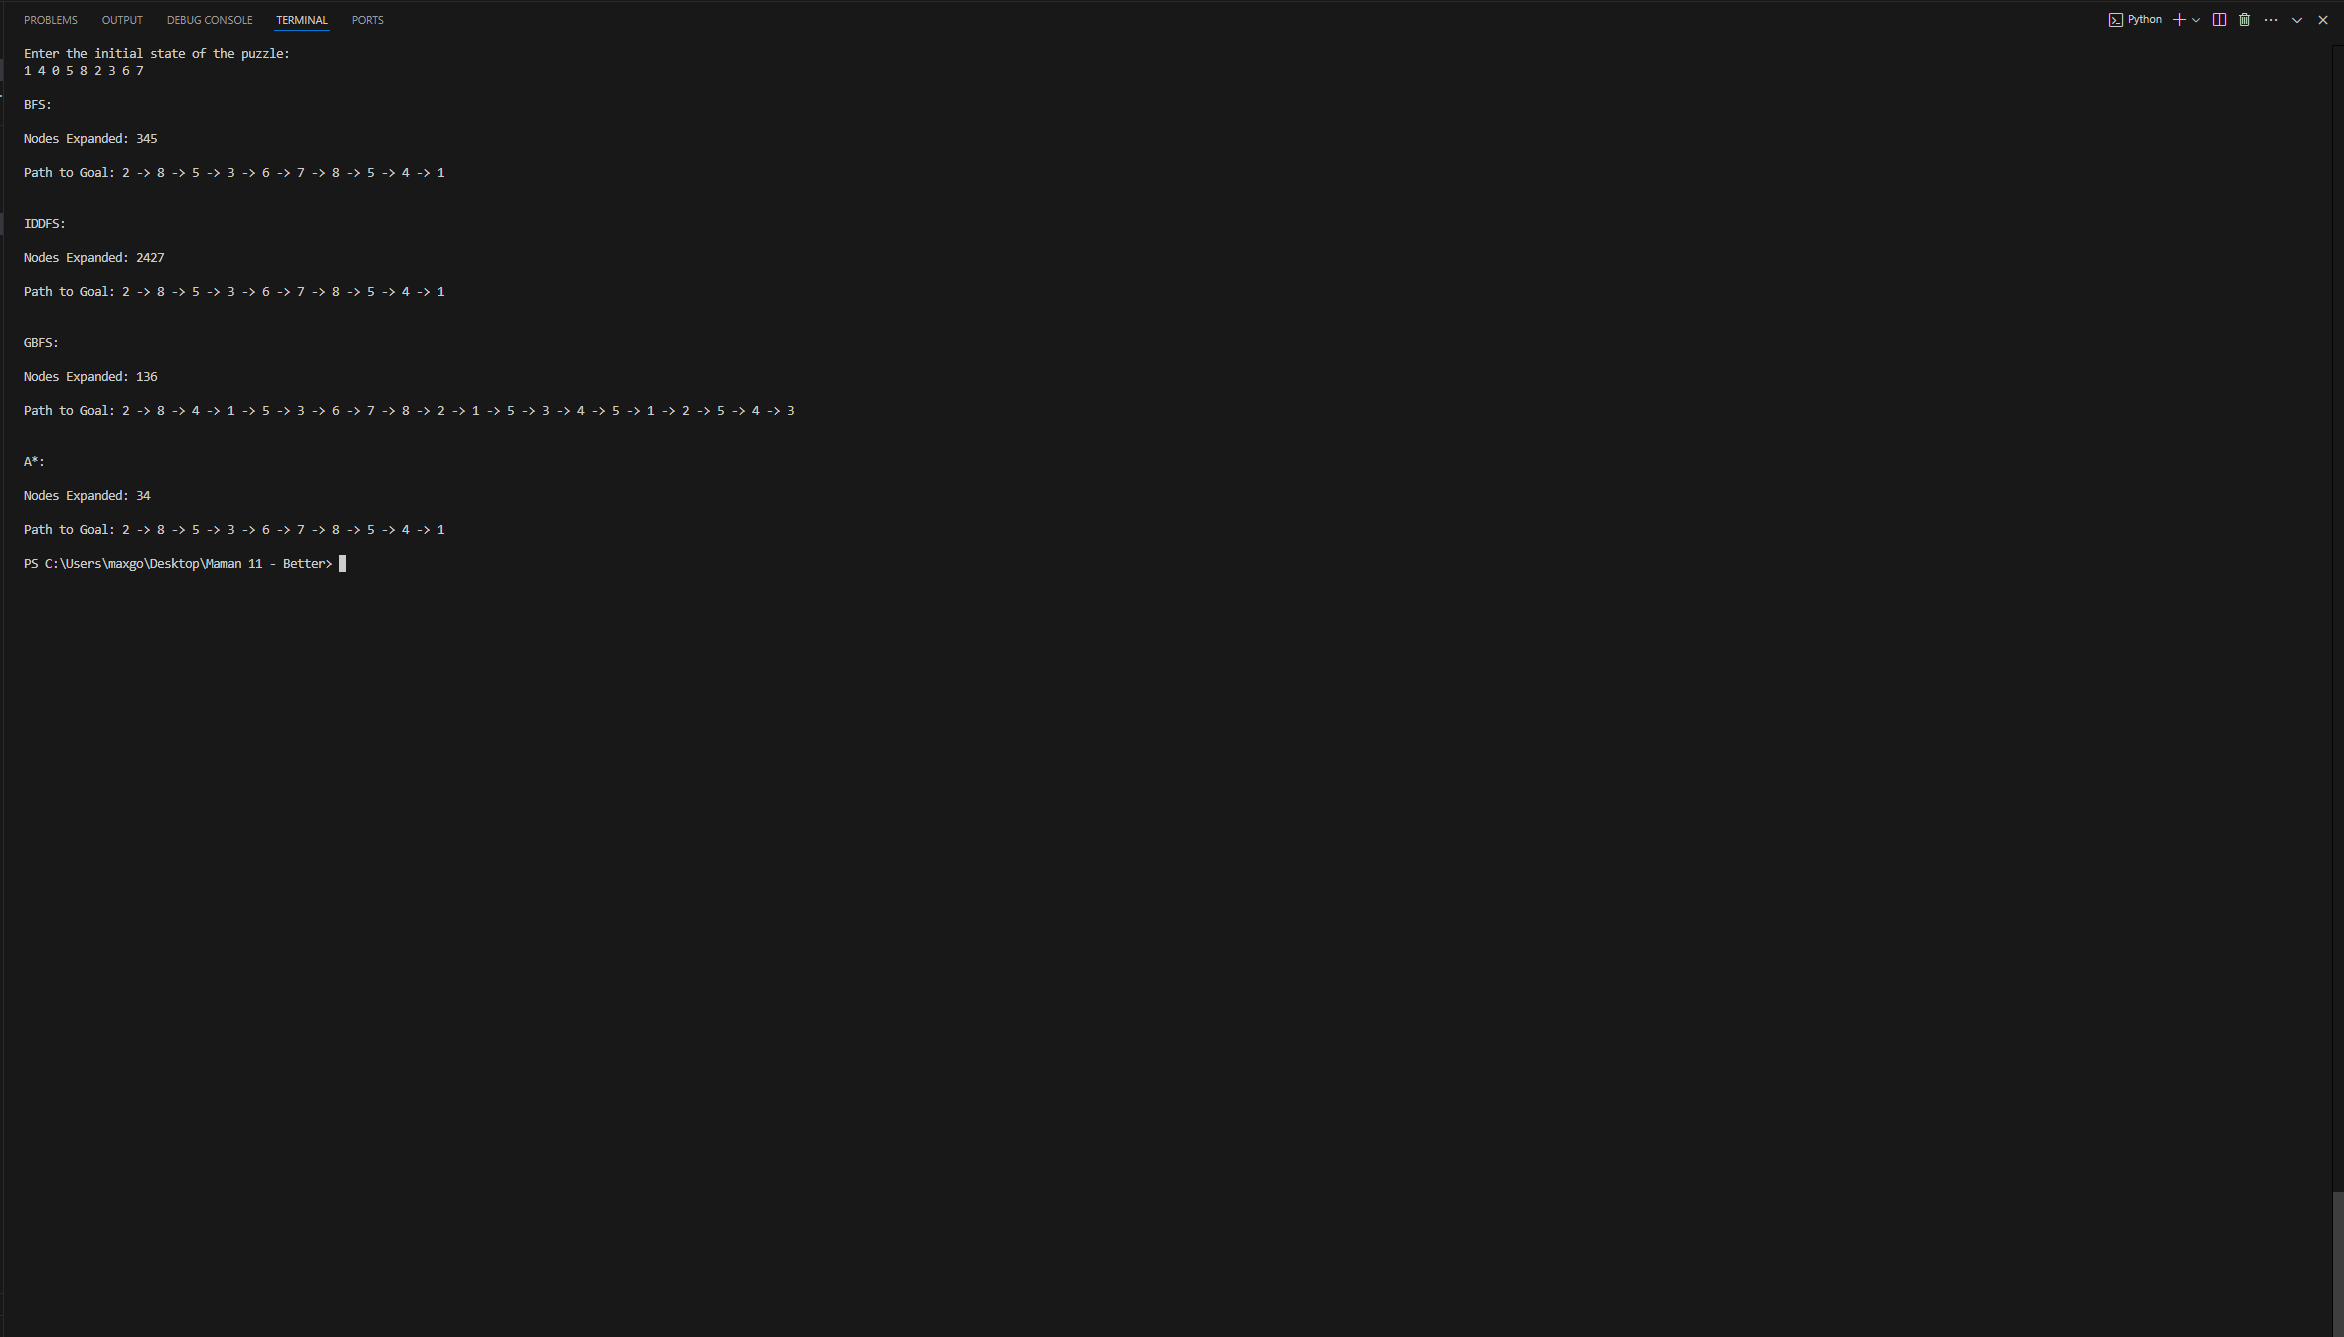 PROBLEMS OUTPUT DEBUG CONSOLE TERMINAL PORTS Python
Enter the initial state of the puzzle:
1 4 0 5 8 2 3 6 7
BFS:
Nodes Expanded: 345
Path to Goal: 2 -> 8 -> 5 -> 3 -> 6 -> 7 -> 8 -> 5 -> 4 -> 1
IDDFS:
Nodes Expanded: 2427
Path to Goal: 2 -> 8 -> 5 -> 3 -> 6 -> 7 -> 8 -> 5 -> 4 -> 1
GBFS:
Nodes Expanded: 136
Path to Goal: 2 -> 8 -> 4 -> 1 -> 5 -> 3 -> 6 -> 7 -> 8 -> 2 -> 1 -> 5 -> 3 -> 4 -> 5 -> 1 -> 2 -> 5 -> 4 -> 3
A*:
Nodes Expanded: 34
Path to Goal: 2 -> 8 -> 5 -> 3 -> 6 -> 7 -> 8 -> 5 -> 4 -> 1
PS C:\Users\maxgo\Desktop\Maman 11 - Better>